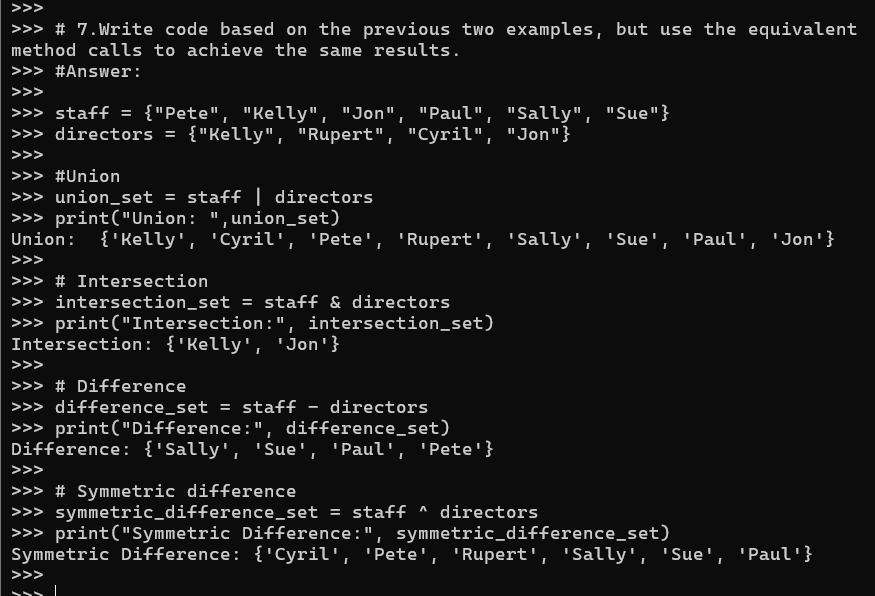 >>>
>>> # 7.Write code based on the previous two examples, but use the equivalent
method calls to achieve the same results.
>>> #Answer:
>>>
>>> staff = {"Pete", "Kelly", "Jon", "Paul", "Sally", "Sue"}
>>> directors = {"Kelly", "Rupert", "Cyril", "Jon"}
>>>
>>> #Union
>>> union_set = staff | directors
>>> print("Union: ",union_set)
Union:  {'Kelly', 'Cyril', 'Pete', 'Rupert', 'Sally', 'Sue', 'Paul', 'Jon'}
>>>
>>> # Intersection
>>> intersection_set = staff & directors
>>> print("Intersection:", intersection_set)
Intersection: {'Kelly', 'Jon'}
>>>
>>> # Difference
>>> difference_set = staff - directors
>>> print("Difference:", difference_set)
Difference: {'Sally', 'Sue', 'Paul', 'Pete'}
>>>
>>> # Symmetric difference
>>> symmetric_difference_set = staff ^ directors
>>> print("Symmetric Difference:", symmetric_difference_set)
Symmetric Difference: {'Cyril', 'Pete', 'Rupert', 'Sally', 'Sue', 'Paul'}
>>>
>>>